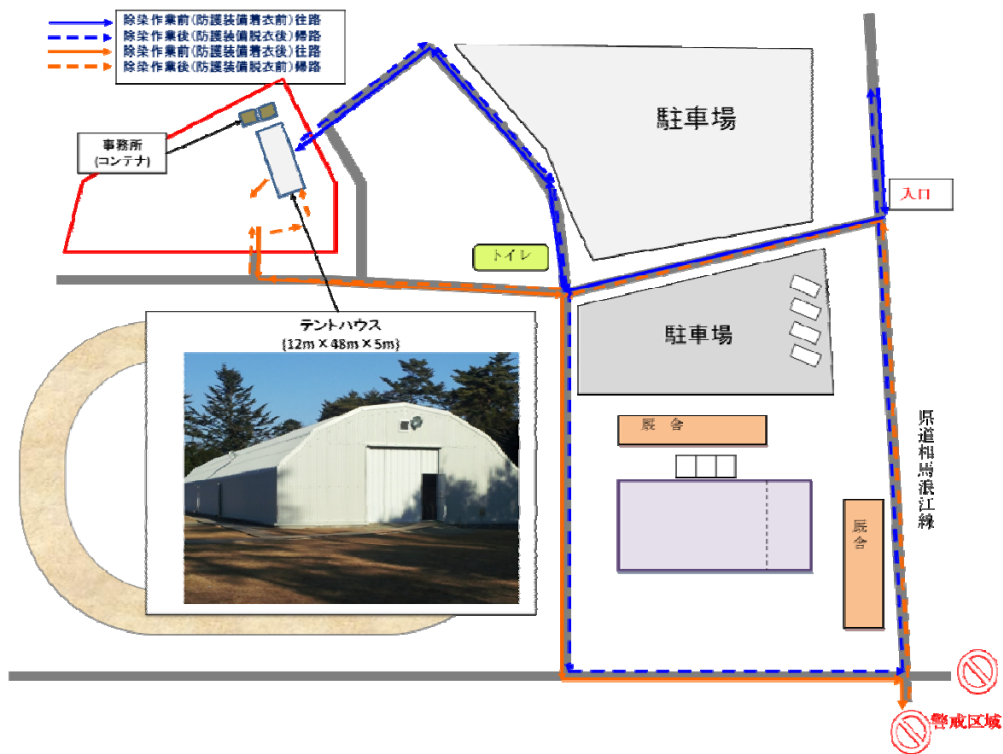 除染作業前(防護装備着衣前)往路
除染作業後(防護装備脱衣後)帰路
除染作業前(防護装備着衣後)往路
除染作業後(防護装備脱衣前)帰路
駐車場
事務所
(コンテナ)
入口
トイレ
テントハウス
(12m×48m×5m)
駐車場
厩 舎
県道相馬浪江線
厩舎
警戒区域